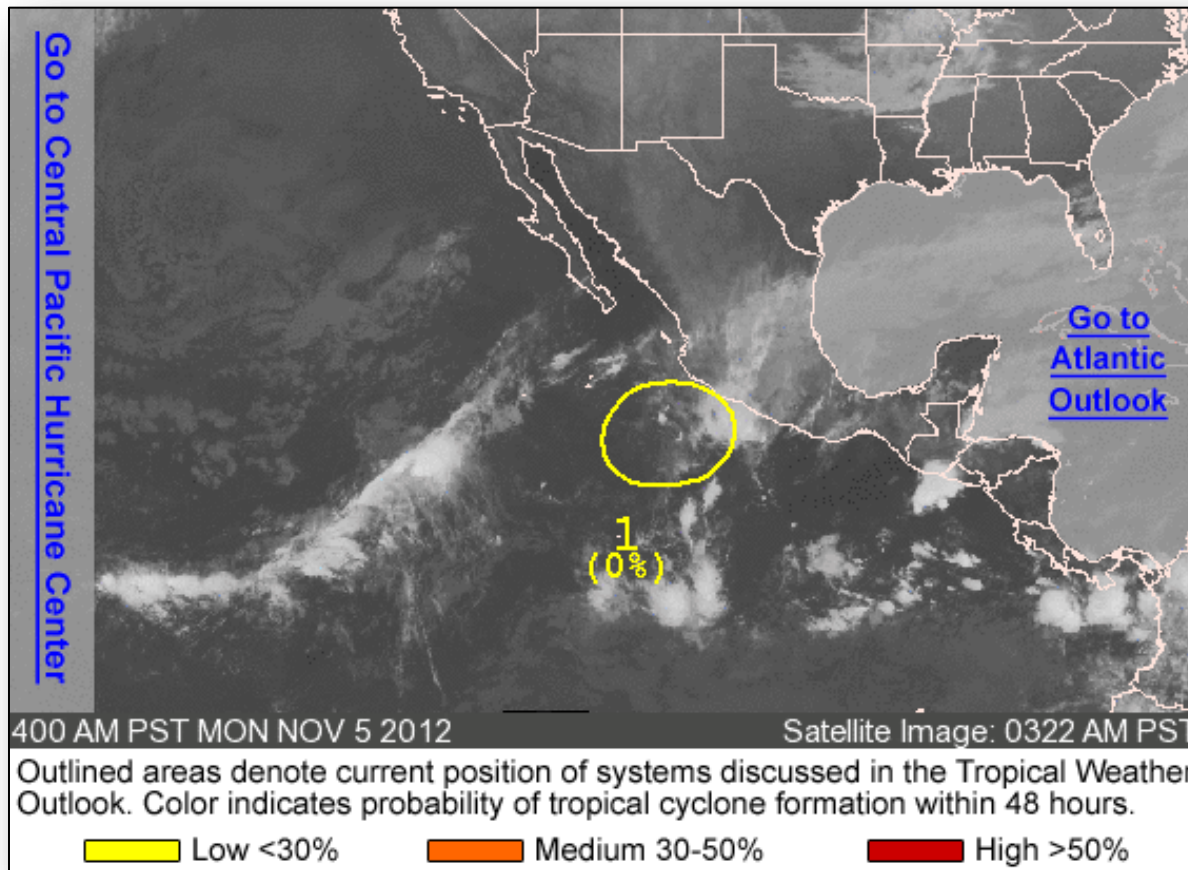 Go to Central Pacific Hurricane Center
Go to
Atlantic
Outlook
1
(0%)
400 AM PST MON NOV 5 2012
Satellite Image: 0322 AM PST
Outlined areas denote current position of systems discussed in the Tropical Weather
Outlook. Color indicates probability of tropical cyclone formation within 48 hours.
Low <30%
Medium 30-50%
High >50%